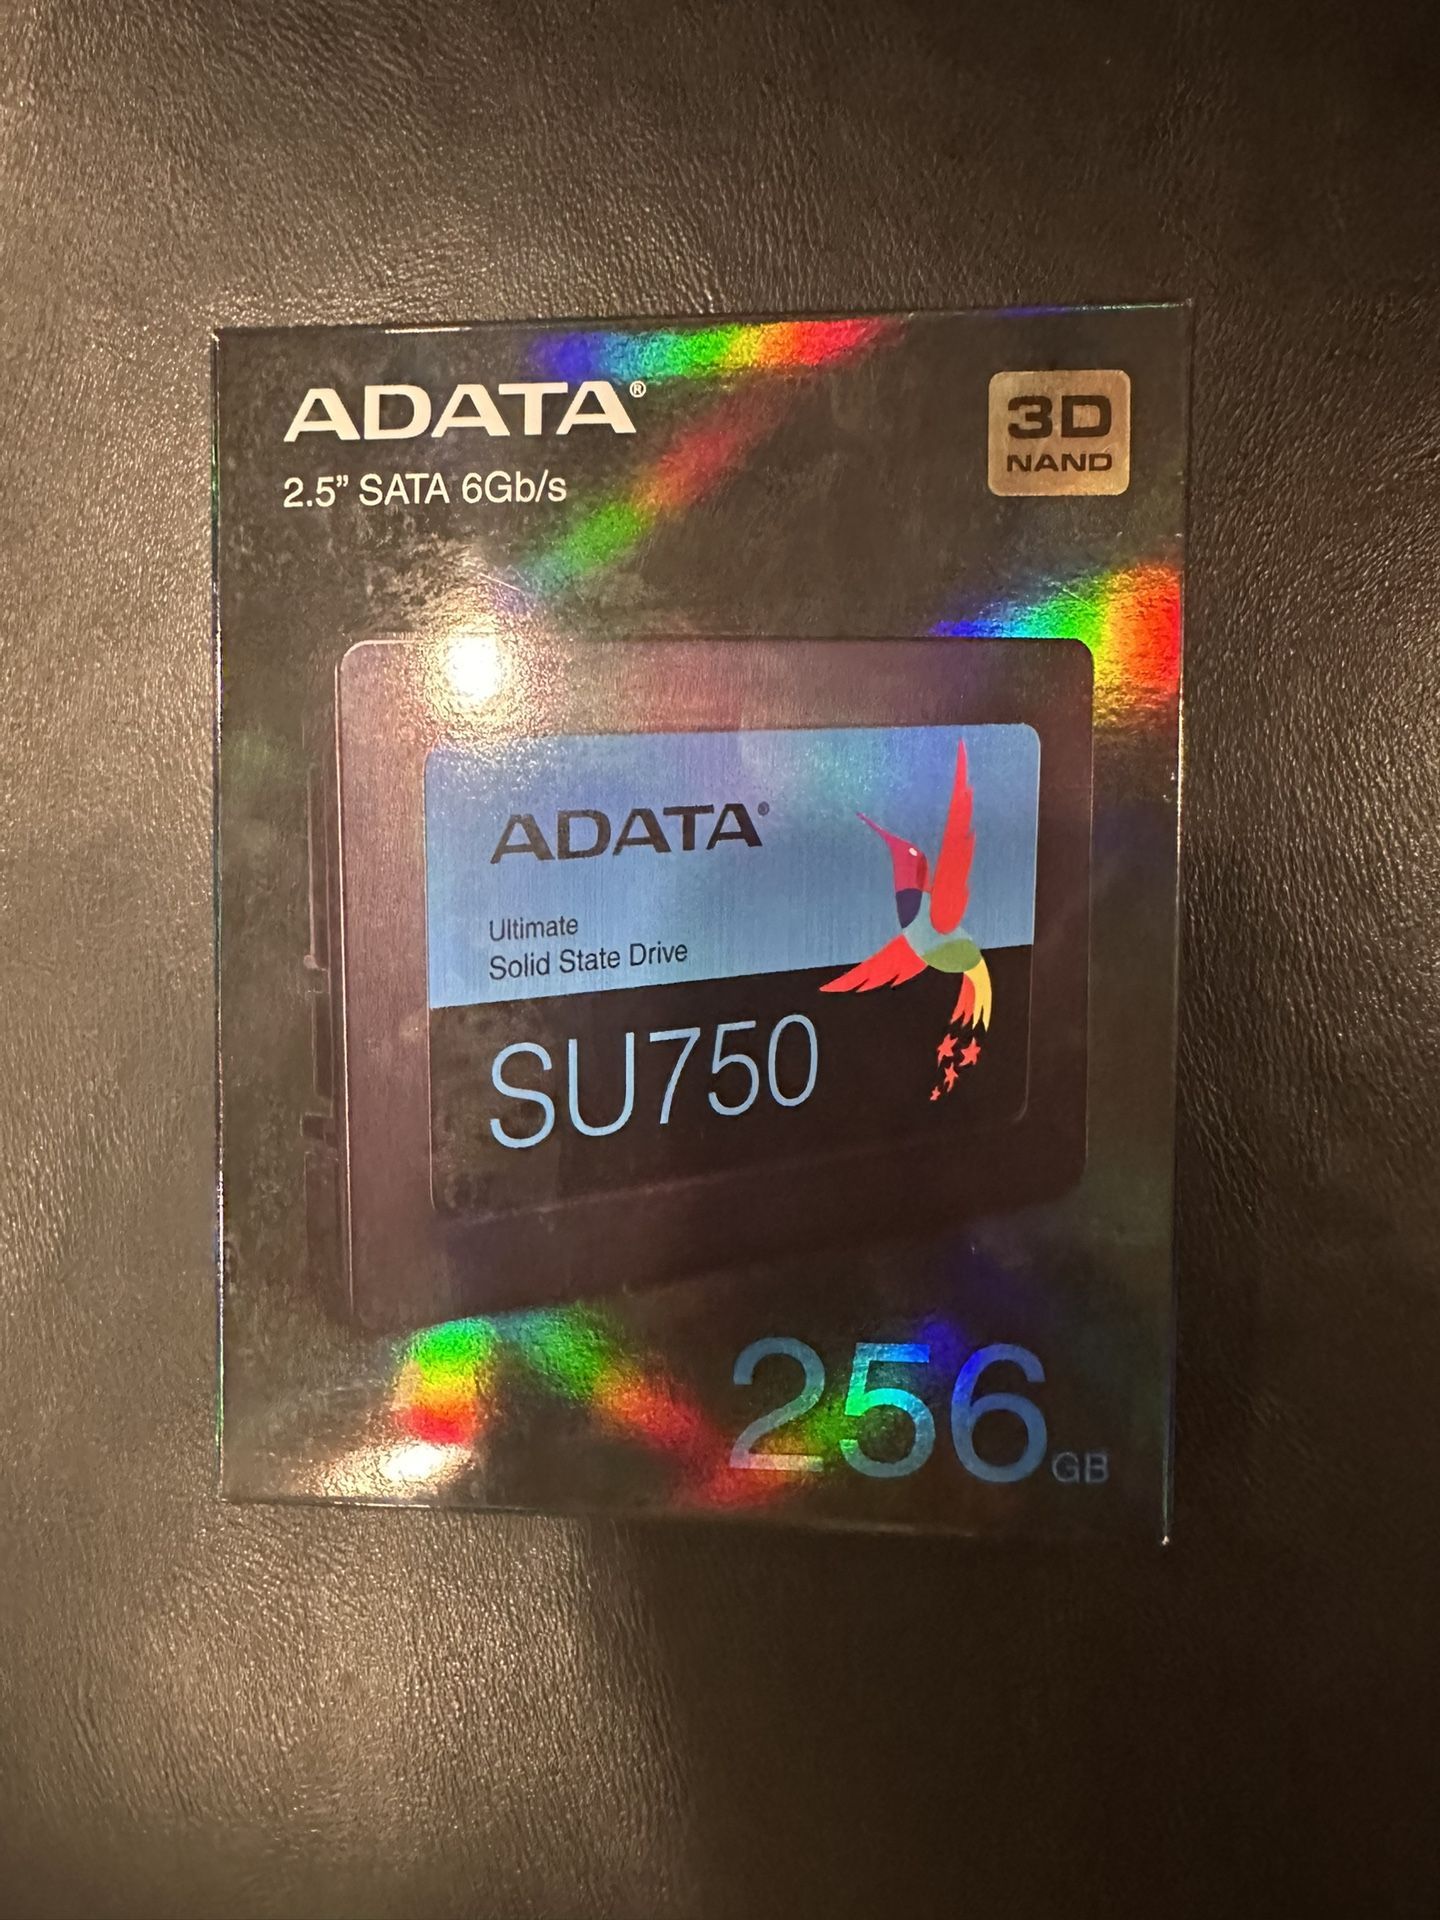 ADATA®
2.5” SATA 6Gb/s
3D
NAND
ADATA®
Ultimate
Solid State Drive
SU750
256GB